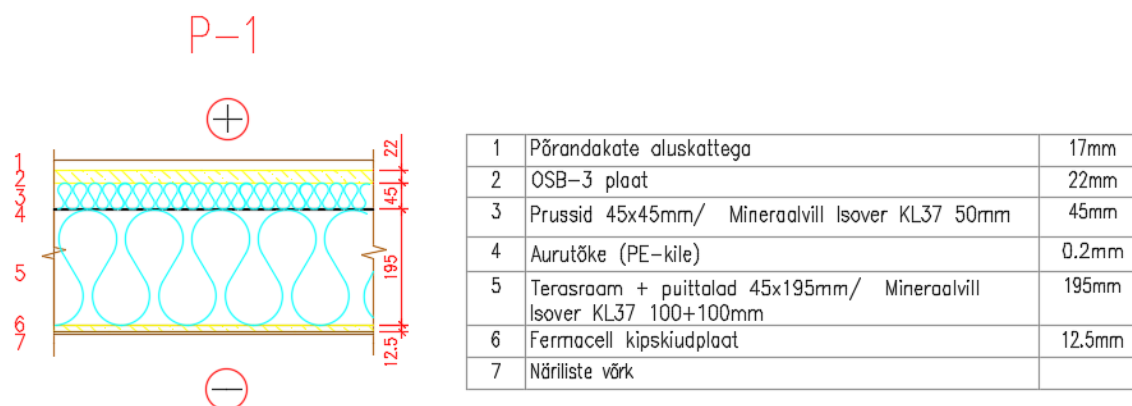 P-1
+
1
2
3
4
5
6
7
22
45
195
12.5
−
1 Põrandakate aluskattega 17mm
2 OSB-3 plaat 22mm
3 Prussid 45x45mm/ Mineraalvill Isover KL37 50mm 45mm
4 Aurutõke (PE-kile) 0.2mm
5 Terasraam + puittalad 45x195mm/ Mineraalvill 195mm
Isover KL37 100+100mm
6 Fermacell kipskiudplaat 12.5mm
7 Näriliste võrk